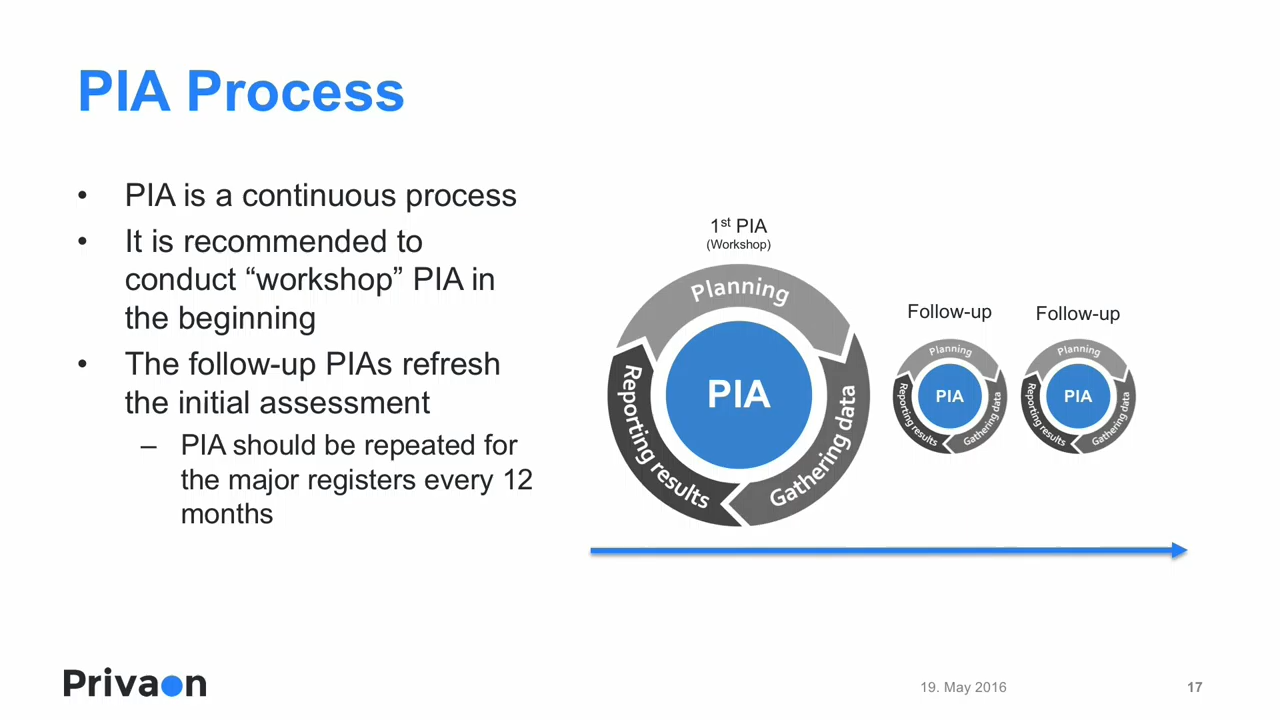 PIA Process
• PIA is a continuous process
• It is recommended to
conduct “workshop” PIA in
the beginning
• The follow-up PIAs refresh
the initial assessment
– PIA should be repeated for
the major registers every 12
months
1st PIA
(Workshop)
Planning
Gathering data
Reporting results
PIA
Follow-up
Planning
Gathering data
Reporting results
PIA
Follow-up
Planning
Gathering data
Reporting results
PIA
Privaon
19. May 2016
17